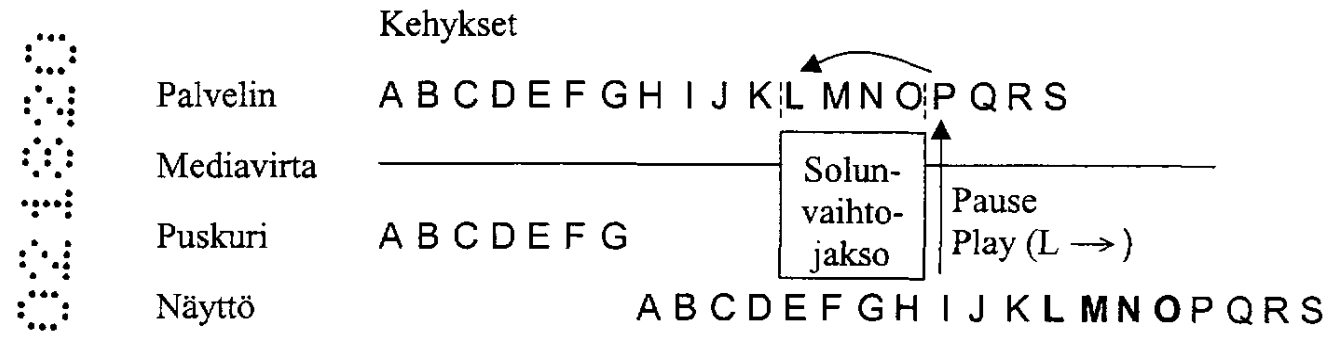 Kehykset
Palvelin A B C D E F G H I J K L M N O P Q R S
Mediavirta
Solun-
vaihto-
jakso
Pause
Play (L →)
Puskuri A B C D E F G
Näyttö A B C D E F G H I J K L M N O P Q R S